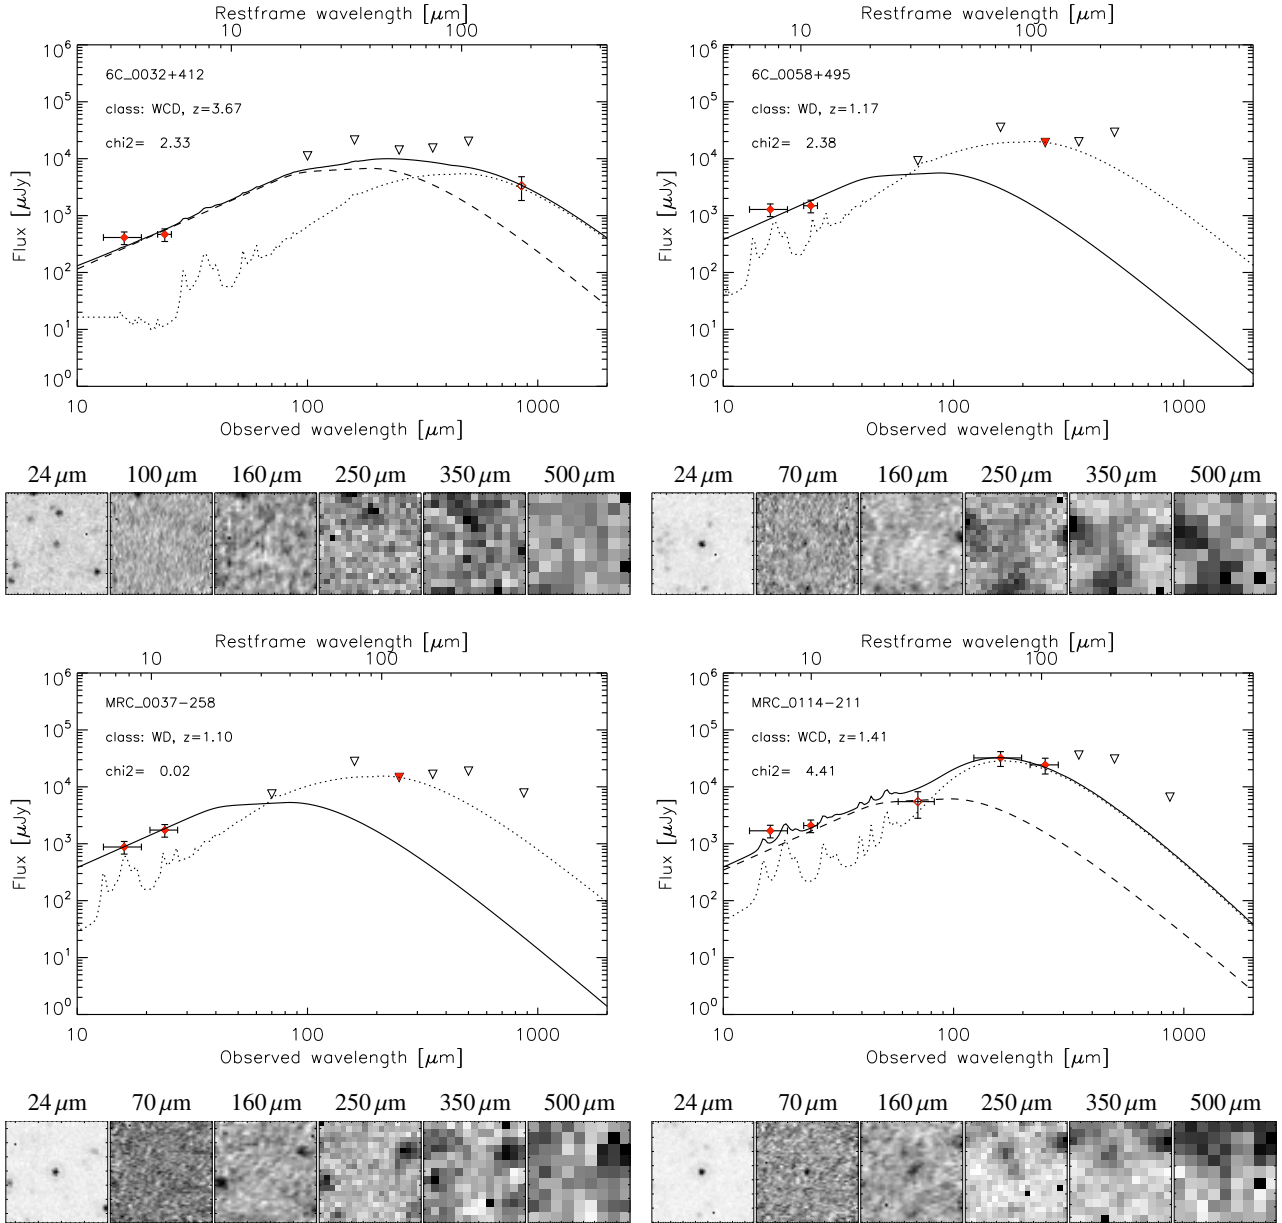 Restframe wavelength [μm]
10 100
10⁶
10⁵
10⁴
10³
10²
10¹
10⁰
Flux [μJy]
6C_0032+412
class: WCD, z=3.67
chi2= 2.33
10 100 1000
Observed wavelength [μm]
24 μm 100 μm 160 μm 250 μm 350 μm 500 μm
Restframe wavelength [μm]
10 100
10⁶
10⁵
10⁴
10³
10²
10¹
10⁰
Flux [μJy]
6C_0058+495
class: WD, z=1.17
chi2= 2.38
10 100 1000
Observed wavelength [μm]
24 μm 70 μm 160 μm 250 μm 350 μm 500 μm
Restframe wavelength [μm]
10 100
10⁶
10⁵
10⁴
10³
10²
10¹
10⁰
Flux [μJy]
MRC_0037-258
class: WD, z=1.10
chi2= 0.02
10 100 1000
Observed wavelength [μm]
24 μm 70 μm 160 μm 250 μm 350 μm 500 μm
Restframe wavelength [μm]
10 100
10⁶
10⁵
10⁴
10³
10²
10¹
10⁰
Flux [μJy]
MRC_0114-211
class: WCD, z=1.41
chi2= 4.41
10 100 1000
Observed wavelength [μm]
24 μm 70 μm 160 μm 250 μm 350 μm 500 μm